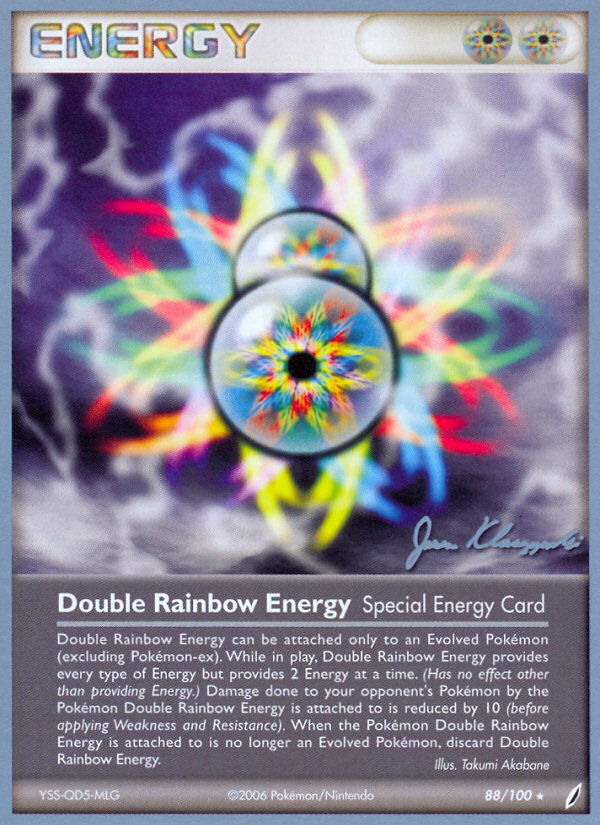 ENERGY
Double Rainbow Energy Special Energy Card
Double Rainbow Energy can be attached only to an Evolved Pokémon
(excluding Pokémon-ex). While in play, Double Rainbow Energy provides
every type of Energy but provides 2 Energy at a time. (Has no effect other
than providing Energy.) Damage done to your opponent's Pokémon by the
Pokémon Double Rainbow Energy is attached to is reduced by 10 (before
applying Weakness and Resistance). When the Pokémon Double Rainbow
Energy is attached to is no longer an Evolved Pokémon, discard Double
Rainbow Energy.
Illus. Takumi Akabane
YSS-QD5-MLG ©2006 Pokémon/Nintendo 88/100 ★